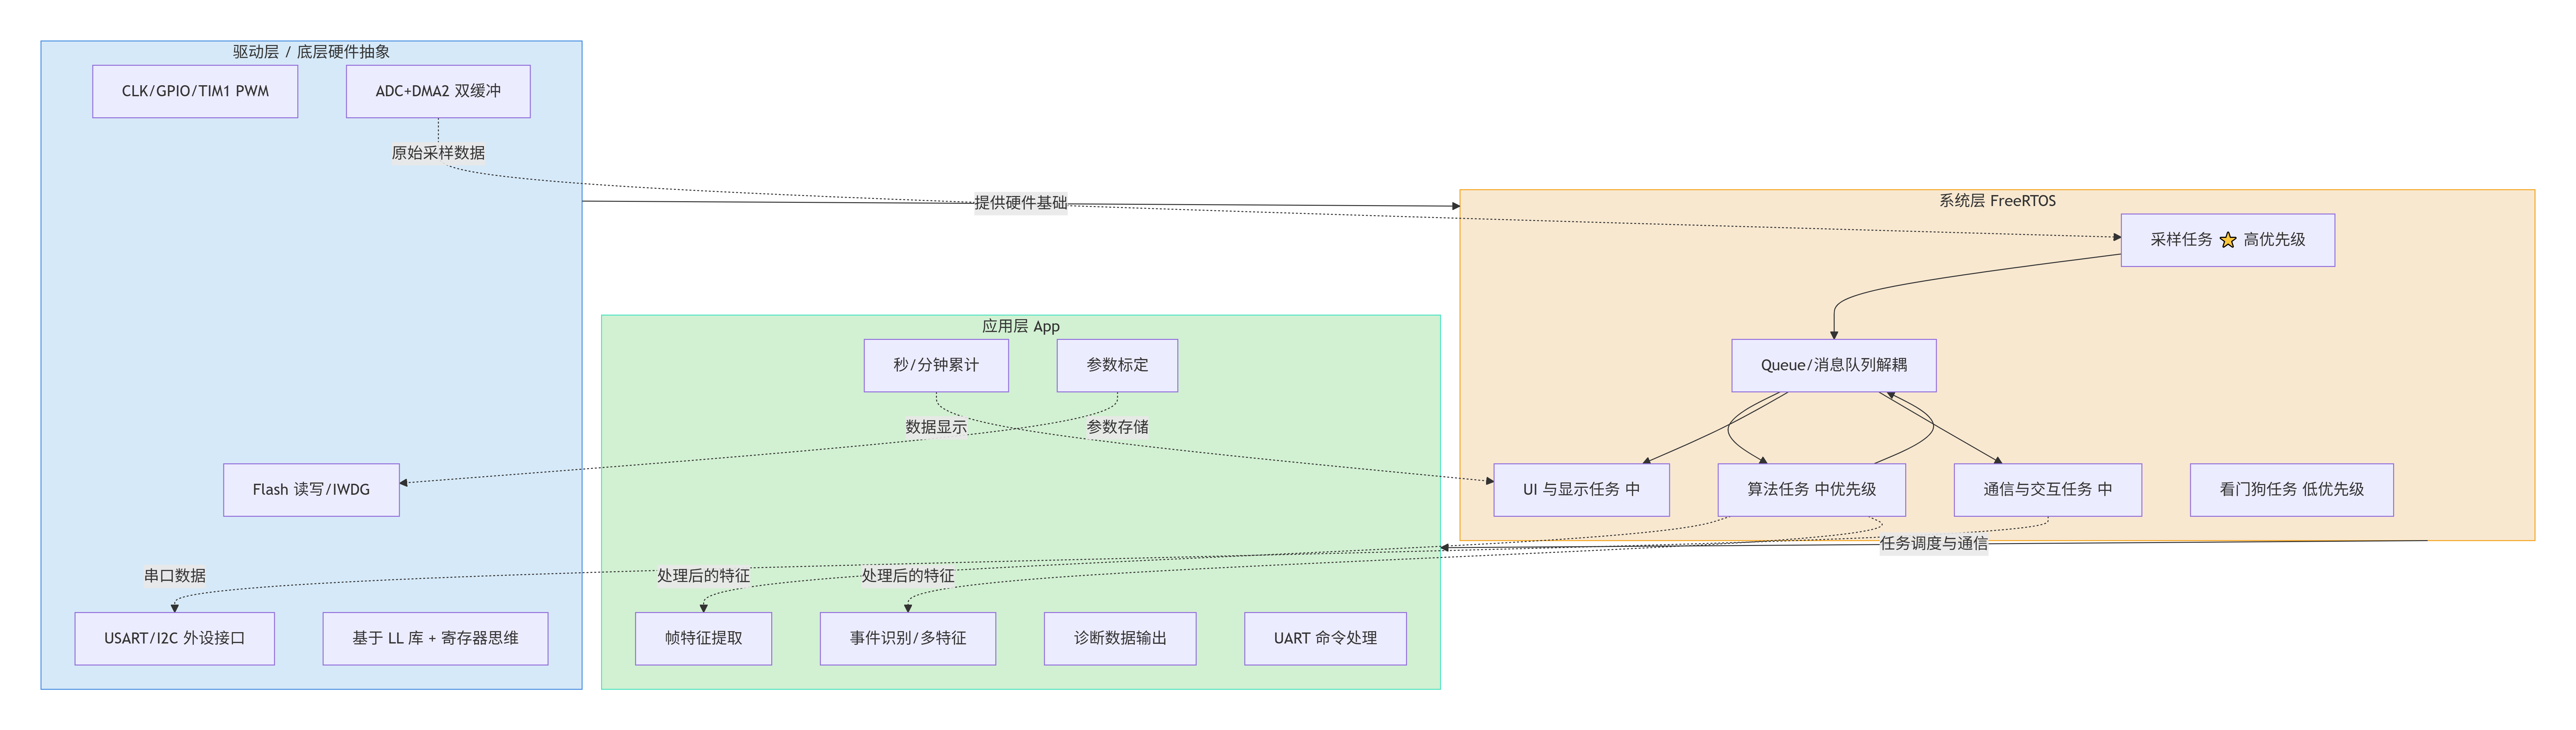 驱动层 / 底层硬件抽象
CLK/GPIO/TIM1 PWM
ADC+DMA2 双缓冲
原始采样数据
提供硬件基础
系统层 FreeRTOS
采样任务 ⭐ 高优先级
应用层 App
秒/分钟累计
参数标定
Queue/消息队列解耦
数据显示
参数存储
Flash 读写/IWDG
UI 与显示任务 中
算法任务 中优先级
通信与交互任务 中
看门狗任务 低优先级
任务调度与通信
串口数据
处理后的特征
处理后的特征
USART/I2C 外设接口
基于 LL 库 + 寄存器思维
帧特征提取
事件识别/多特征
诊断数据输出
UART 命令处理